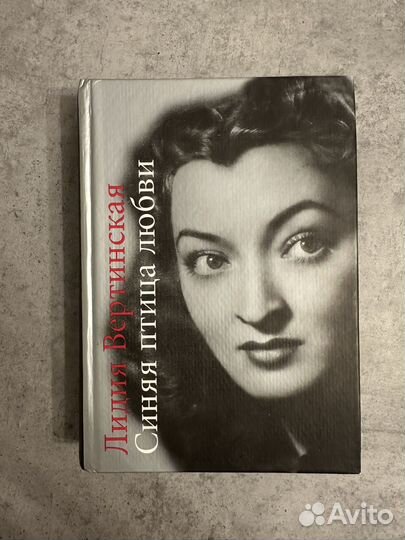 Лидия Вертинская
Синяя птица любви
Avito